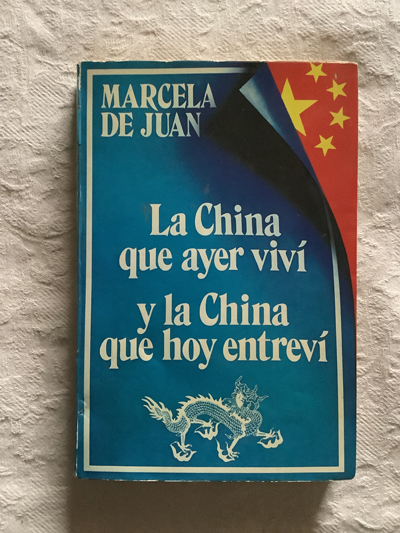 MARCELA
DE JUAN
La China
que ayer viví
y la China
que hoy entreví